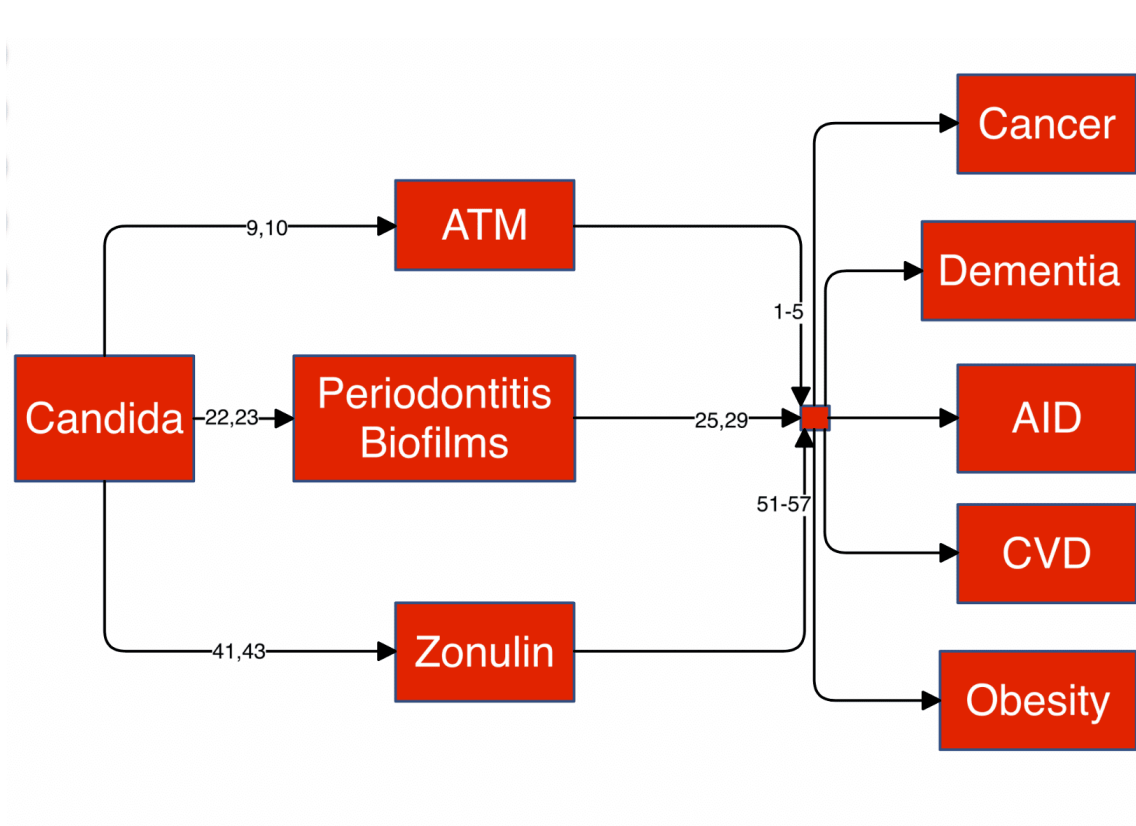 Cancer
ATM
9,10
Dementia
1-5
Candida
22,23
Periodontitis
Biofilms
25,29
AID
51-57
CVD
41,43
Zonulin
Obesity